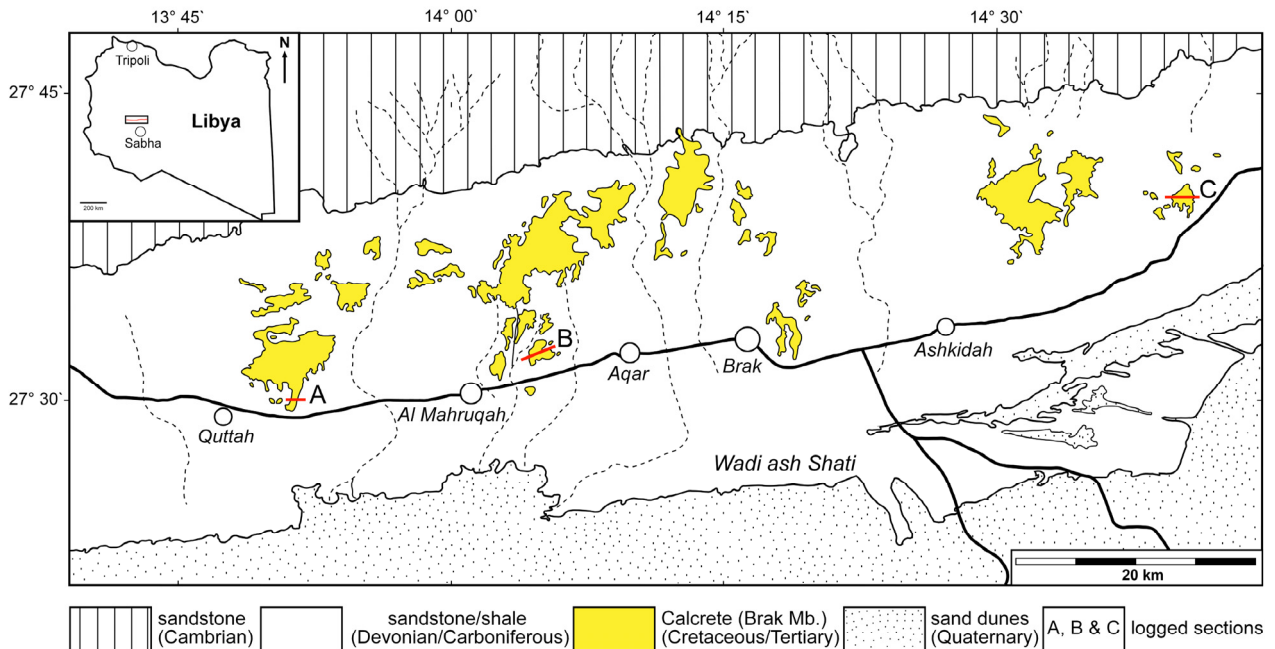 13° 45'
14° 00'
14° 15'
14° 30'
27° 45'
27° 30'
N
Tripoli
Libya
Sabha
200 km
A
B
C
Quttah
Al Mahruqah
Aqar
Brak
Ashkidah
Wadi ash Shati
20 km
sandstone
(Cambrian)
sandstone/shale
(Devonian/Carboniferous)
Calcrete (Brak Mb.)
(Cretaceous/Tertiary)
sand dunes
(Quaternary)
A, B & C
logged sections